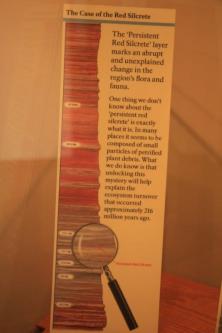 The Case of the Red Silcrete
The 'Persistent
Red Silcrete' layer
marks an abrupt
and unexplained
change in the
region's flora and
fauna.
One thing we don't
know about the
'persistent red
silcrete' is exactly
what it is. In many
places it seems to be
composed of small
particles of petrified
plant debris. What
we do know is that
unlocking this
mystery will help
explain the
ecosystem turnover
that occurred
approximately 216
million years ago.